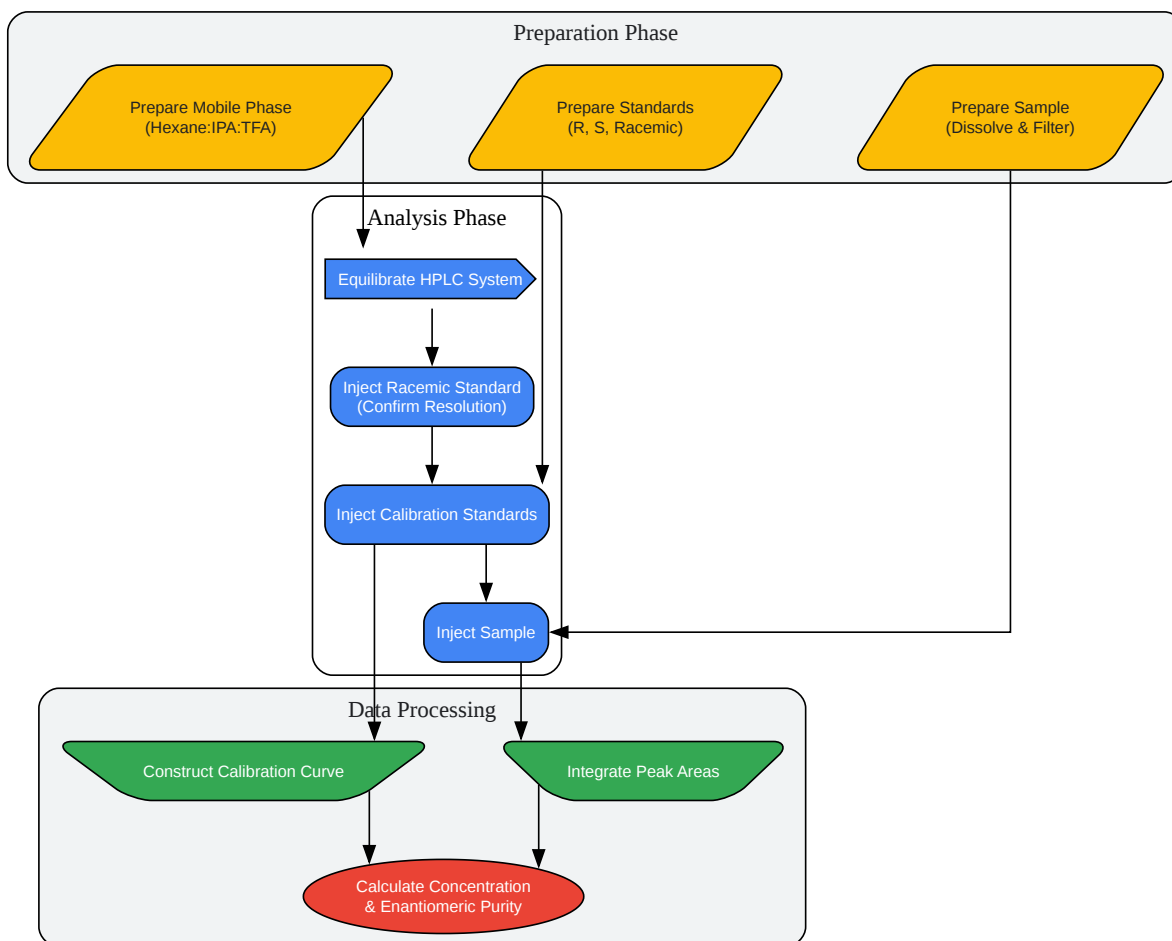 Preparation Phase
Prepare Mobile Phase
(Hexane:IPA:TFA)
Prepare Standards
(R, S, Racemic)
Prepare Sample
(Dissolve & Filter)
Analysis Phase
Equilibrate HPLC System
Inject Racemic Standard
(Confirm Resolution)
Inject Calibration Standards
Inject Sample
Data Processing
Construct Calibration Curve
Integrate Peak Areas
Calculate Concentration
& Enantiomeric Purity